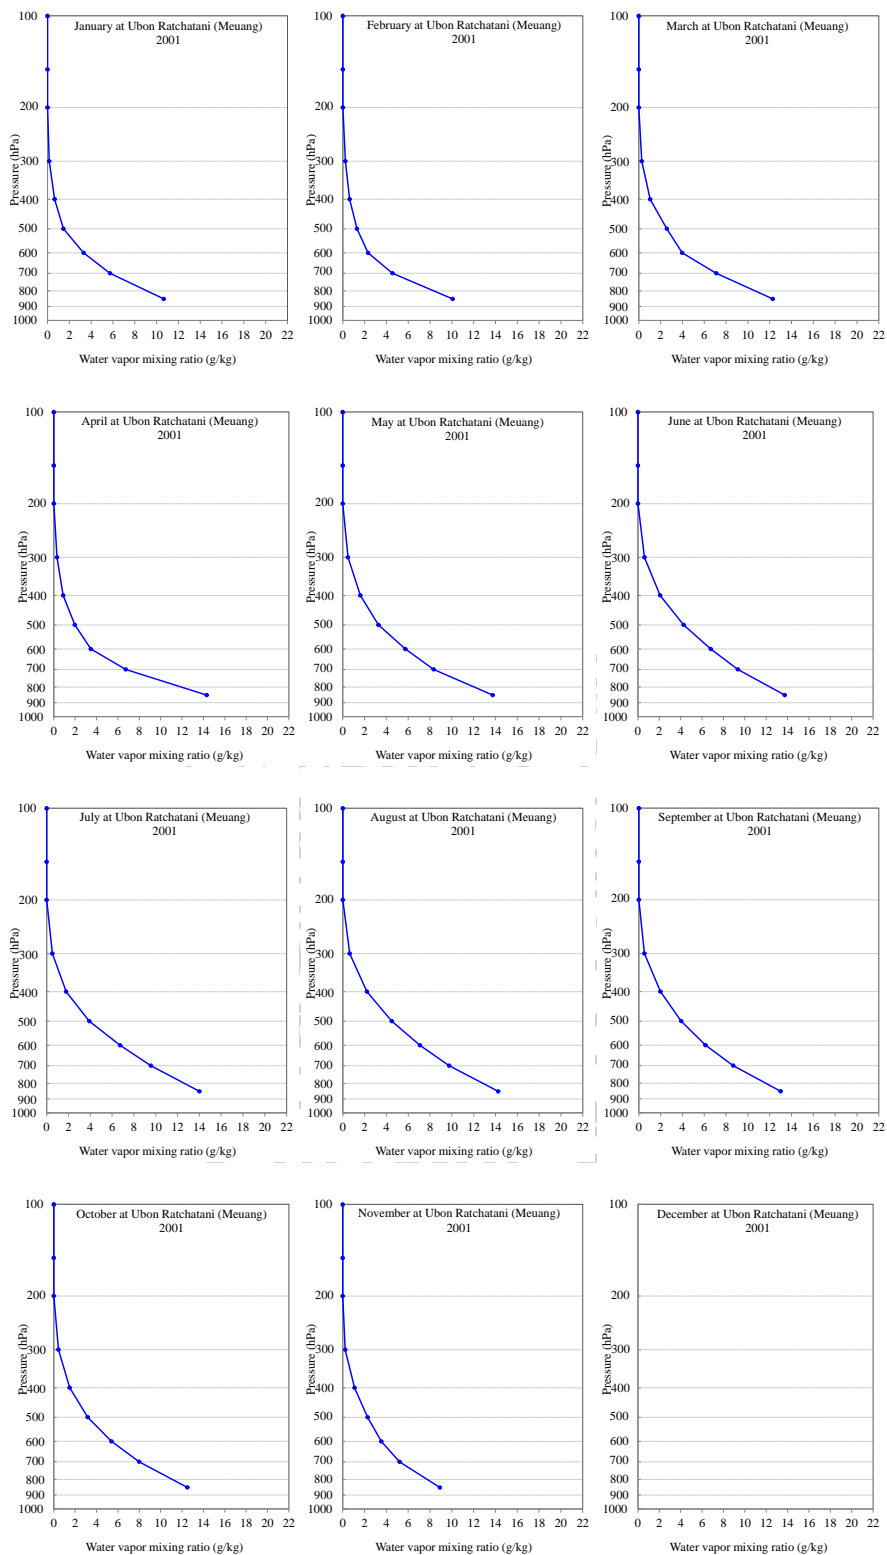 January at Ubon Ratchatani (Meuang)
2001
Pressure (hPa)
100
200
300
400
500
600
700
800
900
1000
0 2 4 6 8 10 12 14 16 18 20 22
Water vapor mixing ratio (g/kg)
February at Ubon Ratchatani (Meuang)
2001
Pressure (hPa)
100
200
300
400
500
600
700
800
900
1000
0 2 4 6 8 10 12 14 16 18 20 22
Water vapor mixing ratio (g/kg)
March at Ubon Ratchatani (Meuang)
2001
Pressure (hPa)
100
200
300
400
500
600
700
800
900
1000
0 2 4 6 8 10 12 14 16 18 20 22
Water vapor mixing ratio (g/kg)
April at Ubon Ratchatani (Meuang)
2001
Pressure (hPa)
100
200
300
400
500
600
700
800
900
1000
0 2 4 6 8 10 12 14 16 18 20 22
Water vapor mixing ratio (g/kg)
May at Ubon Ratchatani (Meuang)
2001
Pressure (hPa)
100
200
300
400
500
600
700
800
900
1000
0 2 4 6 8 10 12 14 16 18 20 22
Water vapor mixing ratio (g/kg)
June at Ubon Ratchatani (Meuang)
2001
Pressure (hPa)
100
200
300
400
500
600
700
800
900
1000
0 2 4 6 8 10 12 14 16 18 20 22
Water vapor mixing ratio (g/kg)
July at Ubon Ratchatani (Meuang)
2001
Pressure (hPa)
100
200
300
400
500
600
700
800
900
1000
0 2 4 6 8 10 12 14 16 18 20 22
Water vapor mixing ratio (g/kg)
August at Ubon Ratchatani (Meuang)
2001
Pressure (hPa)
100
200
300
400
500
600
700
800
900
1000
0 2 4 6 8 10 12 14 16 18 20 22
Water vapor mixing ratio (g/kg)
September at Ubon Ratchatani (Meuang)
2001
Pressure (hPa)
100
200
300
400
500
600
700
800
900
1000
0 2 4 6 8 10 12 14 16 18 20 22
Water vapor mixing ratio (g/kg)
October at Ubon Ratchatani (Meuang)
2001
Pressure (hPa)
100
200
300
400
500
600
700
800
900
1000
0 2 4 6 8 10 12 14 16 18 20 22
Water vapor mixing ratio (g/kg)
November at Ubon Ratchatani (Meuang)
2001
Pressure (hPa)
100
200
300
400
500
600
700
800
900
1000
0 2 4 6 8 10 12 14 16 18 20 22
Water vapor mixing ratio (g/kg)
December at Ubon Ratchatani (Meuang)
2001
Pressure (hPa)
100
200
300
400
500
600
700
800
900
1000
0 2 4 6 8 10 12 14 16 18 20 22
Water vapor mixing ratio (g/kg)